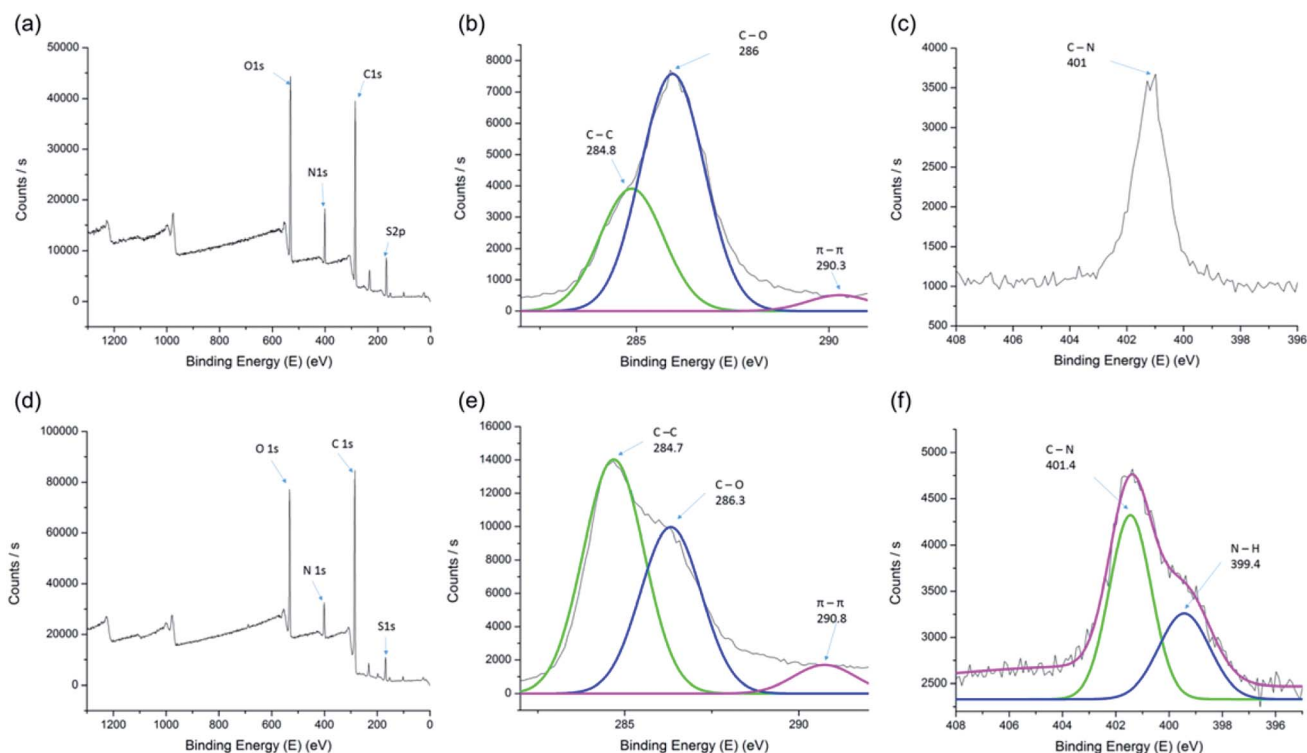 (a)
50000
40000
30000
20000
10000
0
Counts / s
O1s
C1s
N1s
S2p
1200 1000 800 600 400 200 0
Binding Energy (E) (eV)
(b)
8000
7000
6000
5000
4000
3000
2000
1000
0
Counts / s
C – O
286
C – C
284.8
π – π
290.3
285 290
Binding Energy (E) (eV)
(c)
4000
3500
3000
2500
2000
1500
1000
500
Counts / s
C – N
401
408 406 404 402 400 398 396
Binding Energy (E) (eV)
(d)
100000
80000
60000
40000
20000
0
Counts / s
O 1s
C 1s
N 1s
S1s
1200 1000 800 600 400 200 0
Binding Energy (E) (eV)
(e)
16000
14000
12000
10000
8000
6000
4000
2000
0
Counts / s
C –C
284.7
C – O
286.3
π – π
290.8
285 290
Binding Energy (E) (eV)
(f)
5000
4750
4500
4250
4000
3750
3500
3250
3000
2750
2500
Counts / s
C – N
401.4
N – H
399.4
408 406 404 402 400 398 396
Binding Energy (E) (eV)